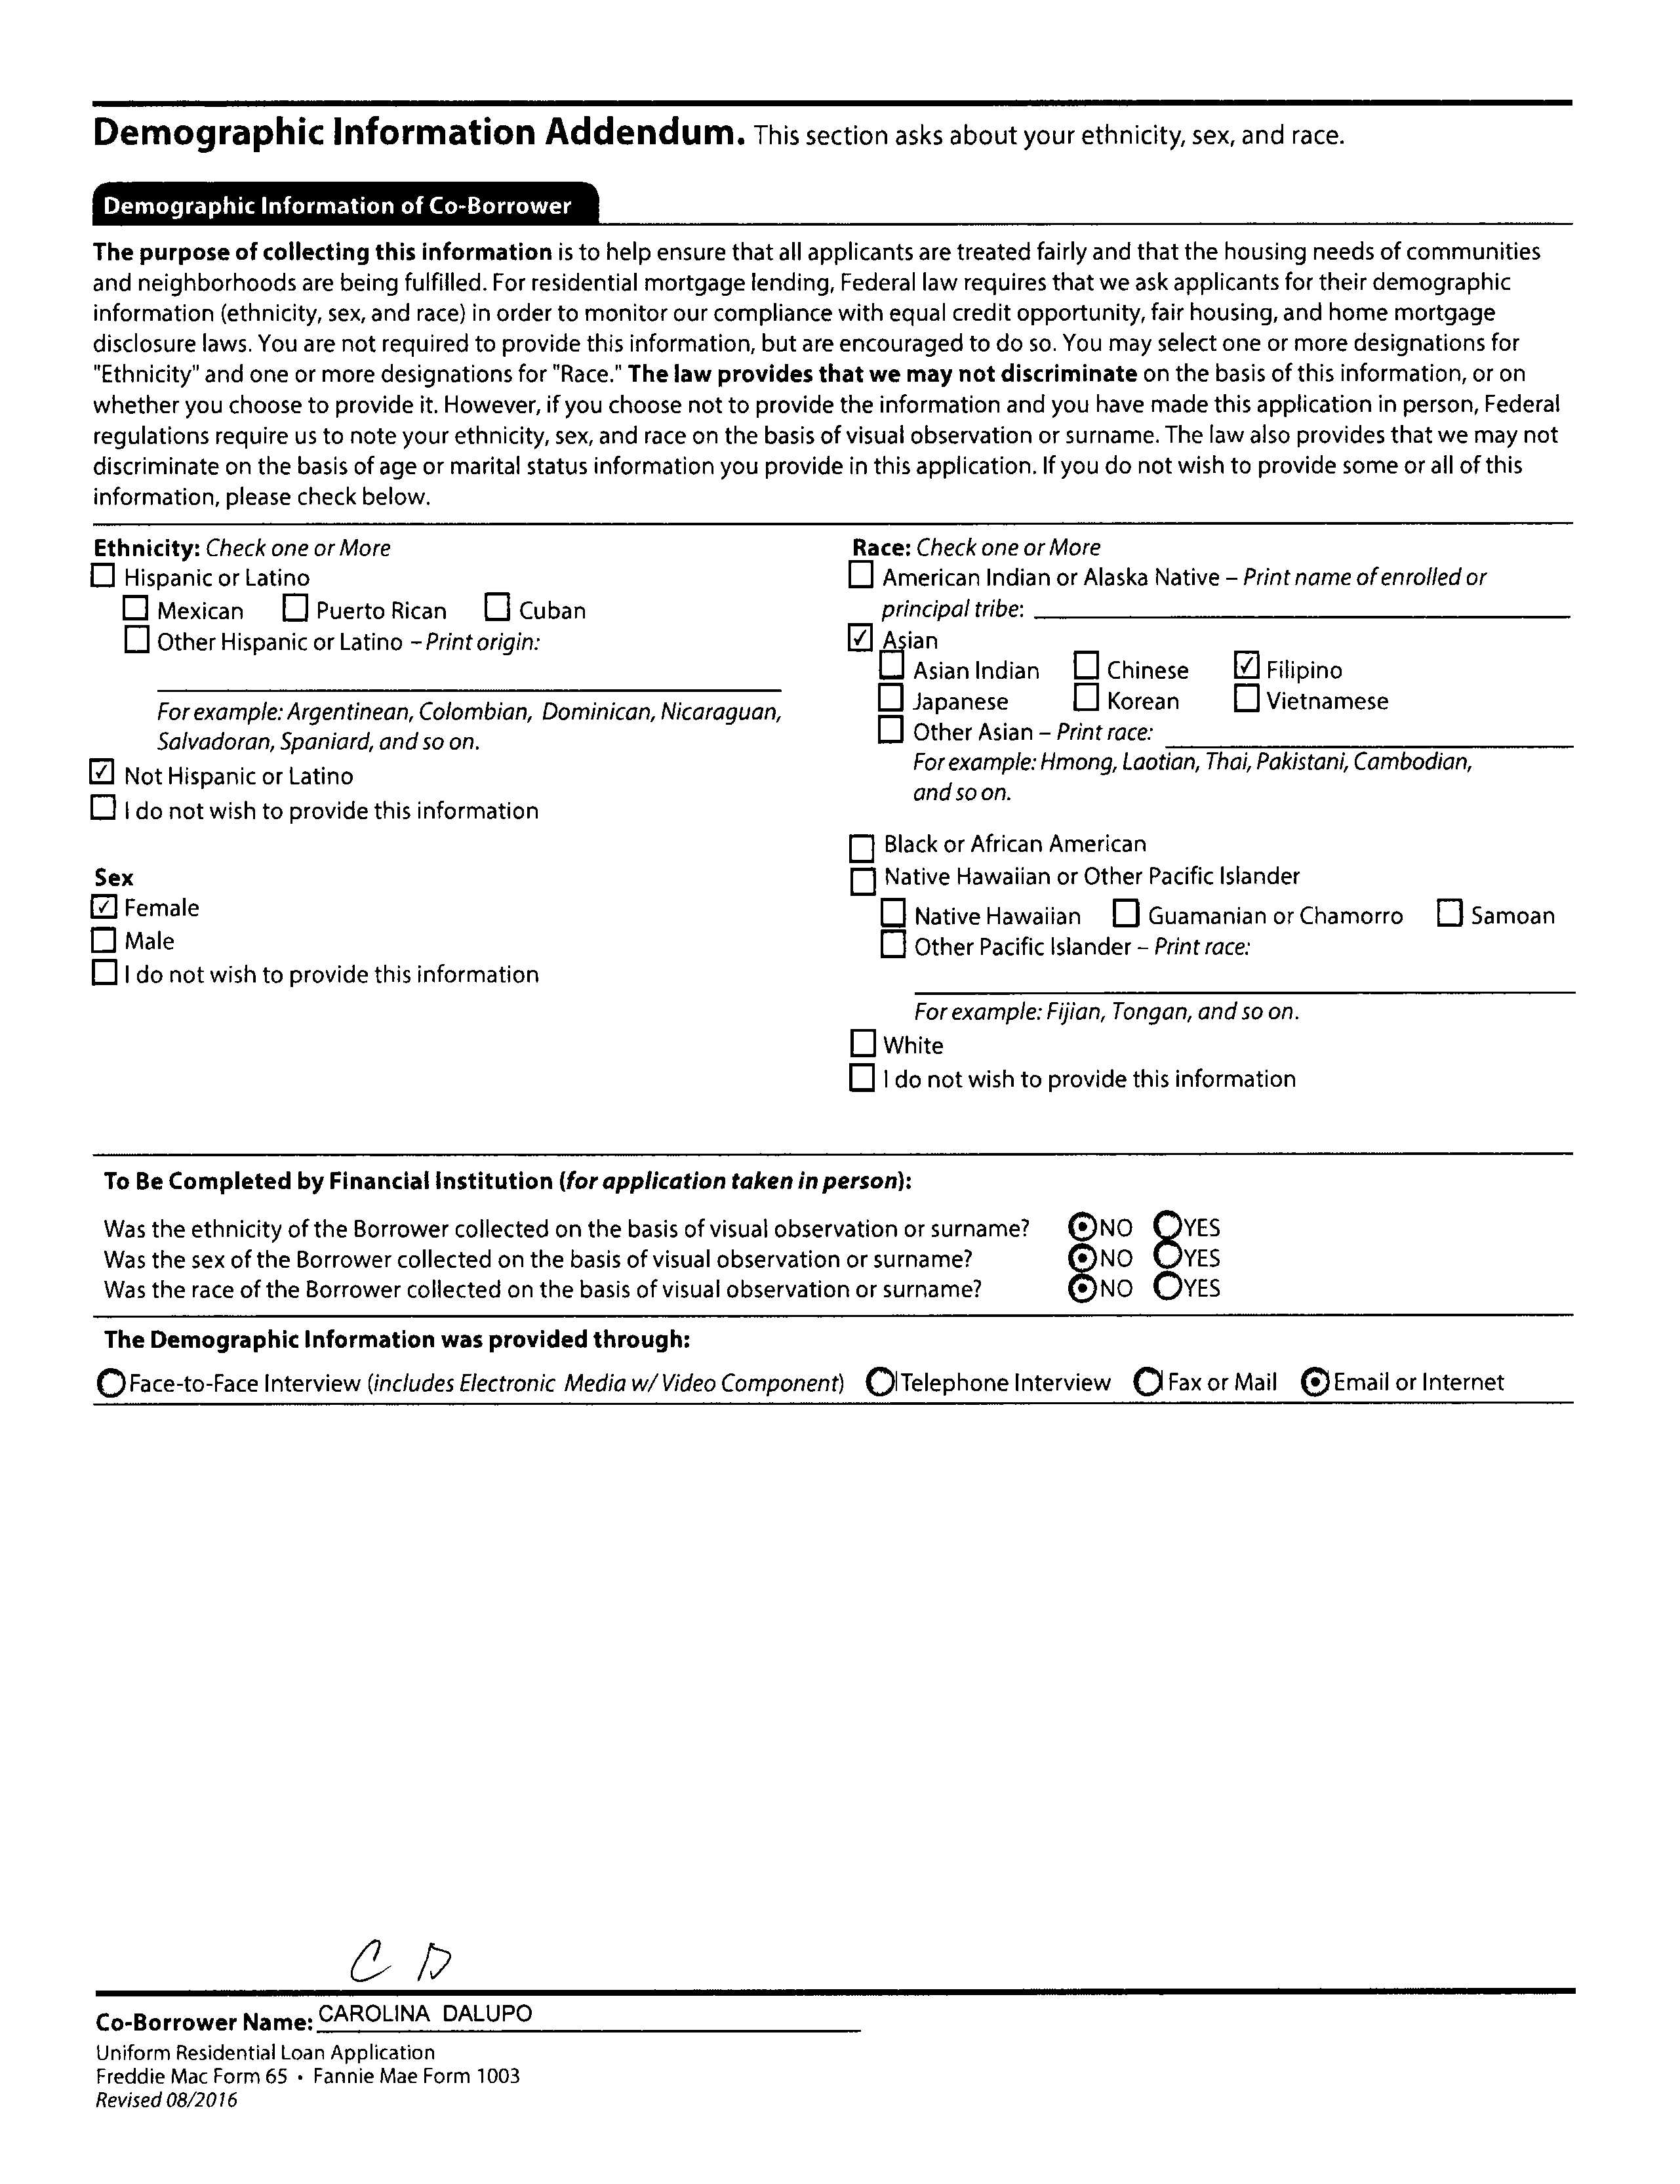 Demographic Information Addendum. This section asks about your ethnicity, sex, and race.
Demographic Information of Co-Borrower
The purpose of collecting this information is to help ensure that all applicants are treated fairly and that the housing needs of communities
and neighborhoods are being fulfilled. For residential mortgage lending, Federal law requires that we ask applicants for their demographic
information (ethnicity, sex, and race) in order to monitor our compliance with equal credit opportunity, fair housing, and home mortgage
disclosure laws. You are not required to provide this information, but are encouraged to do so. You may select one or more designations for
"Ethnicity" and one or more designations for "Race." The law provides that we may not discriminate on the basis of this information, or on
whether you choose to provide it. However, if you choose not to provide the information and you have made this application in person, Federal
regulations require us to note your ethnicity, sex, and race on the basis of visual observation or surname. The law also provides that we may not
discriminate on the basis of age or marital status information you provide in this application. If you do not wish to provide some or all of this
information, please check below.
Ethnicity: Check one or More
☐ Hispanic or Latino
☐ Mexican ☐ Puerto Rican ☐ Cuban
☐ Other Hispanic or Latino – Print origin:
For example: Argentinean, Colombian, Dominican, Nicaraguan,
Salvadoran, Spaniard, and so on.
☑ Not Hispanic or Latino
☐ I do not wish to provide this information
Sex
☑ Female
☐ Male
☐ I do not wish to provide this information
Race: Check one or More
☐ American Indian or Alaska Native – Print name of enrolled or
principal tribe:
☑ Asian
☐ Asian Indian ☐ Chinese ☑ Filipino
☐ Japanese ☐ Korean ☐ Vietnamese
☐ Other Asian – Print race:
For example: Hmong, Laotian, Thai, Pakistani, Cambodian,
and so on.
☐ Black or African American
☐ Native Hawaiian or Other Pacific Islander
☐ Native Hawaiian ☐ Guamanian or Chamorro ☐ Samoan
☐ Other Pacific Islander – Print race:
For example: Fijian, Tongan, and so on.
☐ White
☐ I do not wish to provide this information
To Be Completed by Financial Institution (for application taken in person):
Was the ethnicity of the Borrower collected on the basis of visual observation or surname? ◉ NO ○ YES
Was the sex of the Borrower collected on the basis of visual observation or surname? ◉ NO ○ YES
Was the race of the Borrower collected on the basis of visual observation or surname? ◉ NO ○ YES
The Demographic Information was provided through:
○ Face-to-Face Interview (includes Electronic Media w/ Video Component) ○ Telephone Interview ○ Fax or Mail ◉ Email or Internet
C D
Co-Borrower Name: CAROLINA DALUPO
Uniform Residential Loan Application
Freddie Mac Form 65 • Fannie Mae Form 1003
Revised 08/2016